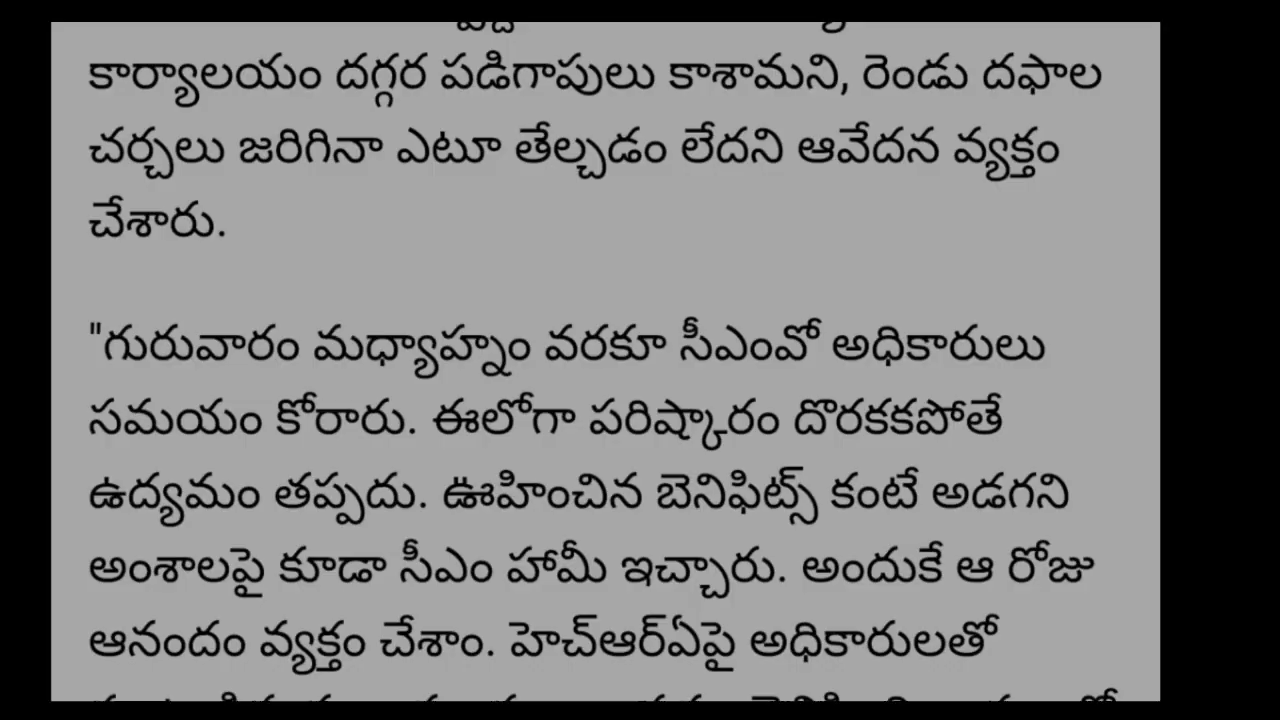 కార్యాలయం దగ్గర పడిగాపులు కాశామని, రెండు దఫాల
చర్చలు జరిగినా ఎటూ తేల్చడం లేదని ఆవేదన వ్యక్తం
చేశారు.
"గురువారం మధ్యాహ్నం వరకూ సీఎంవో అధికారులు
సమయం కోరారు. ఈలోగా పరిష్కారం దొరకకపోతే
ఉద్యమం తప్పదు. ఊహించిన బెనిఫిట్స్ కంటే అడగని
అంశాలపై కూడా సీఎం హామీ ఇచ్చారు. అందుకే ఆ రోజు
ఆనందం వ్యక్తం చేశాం. హెచ్ఆర్ఏపై అధికారులతో